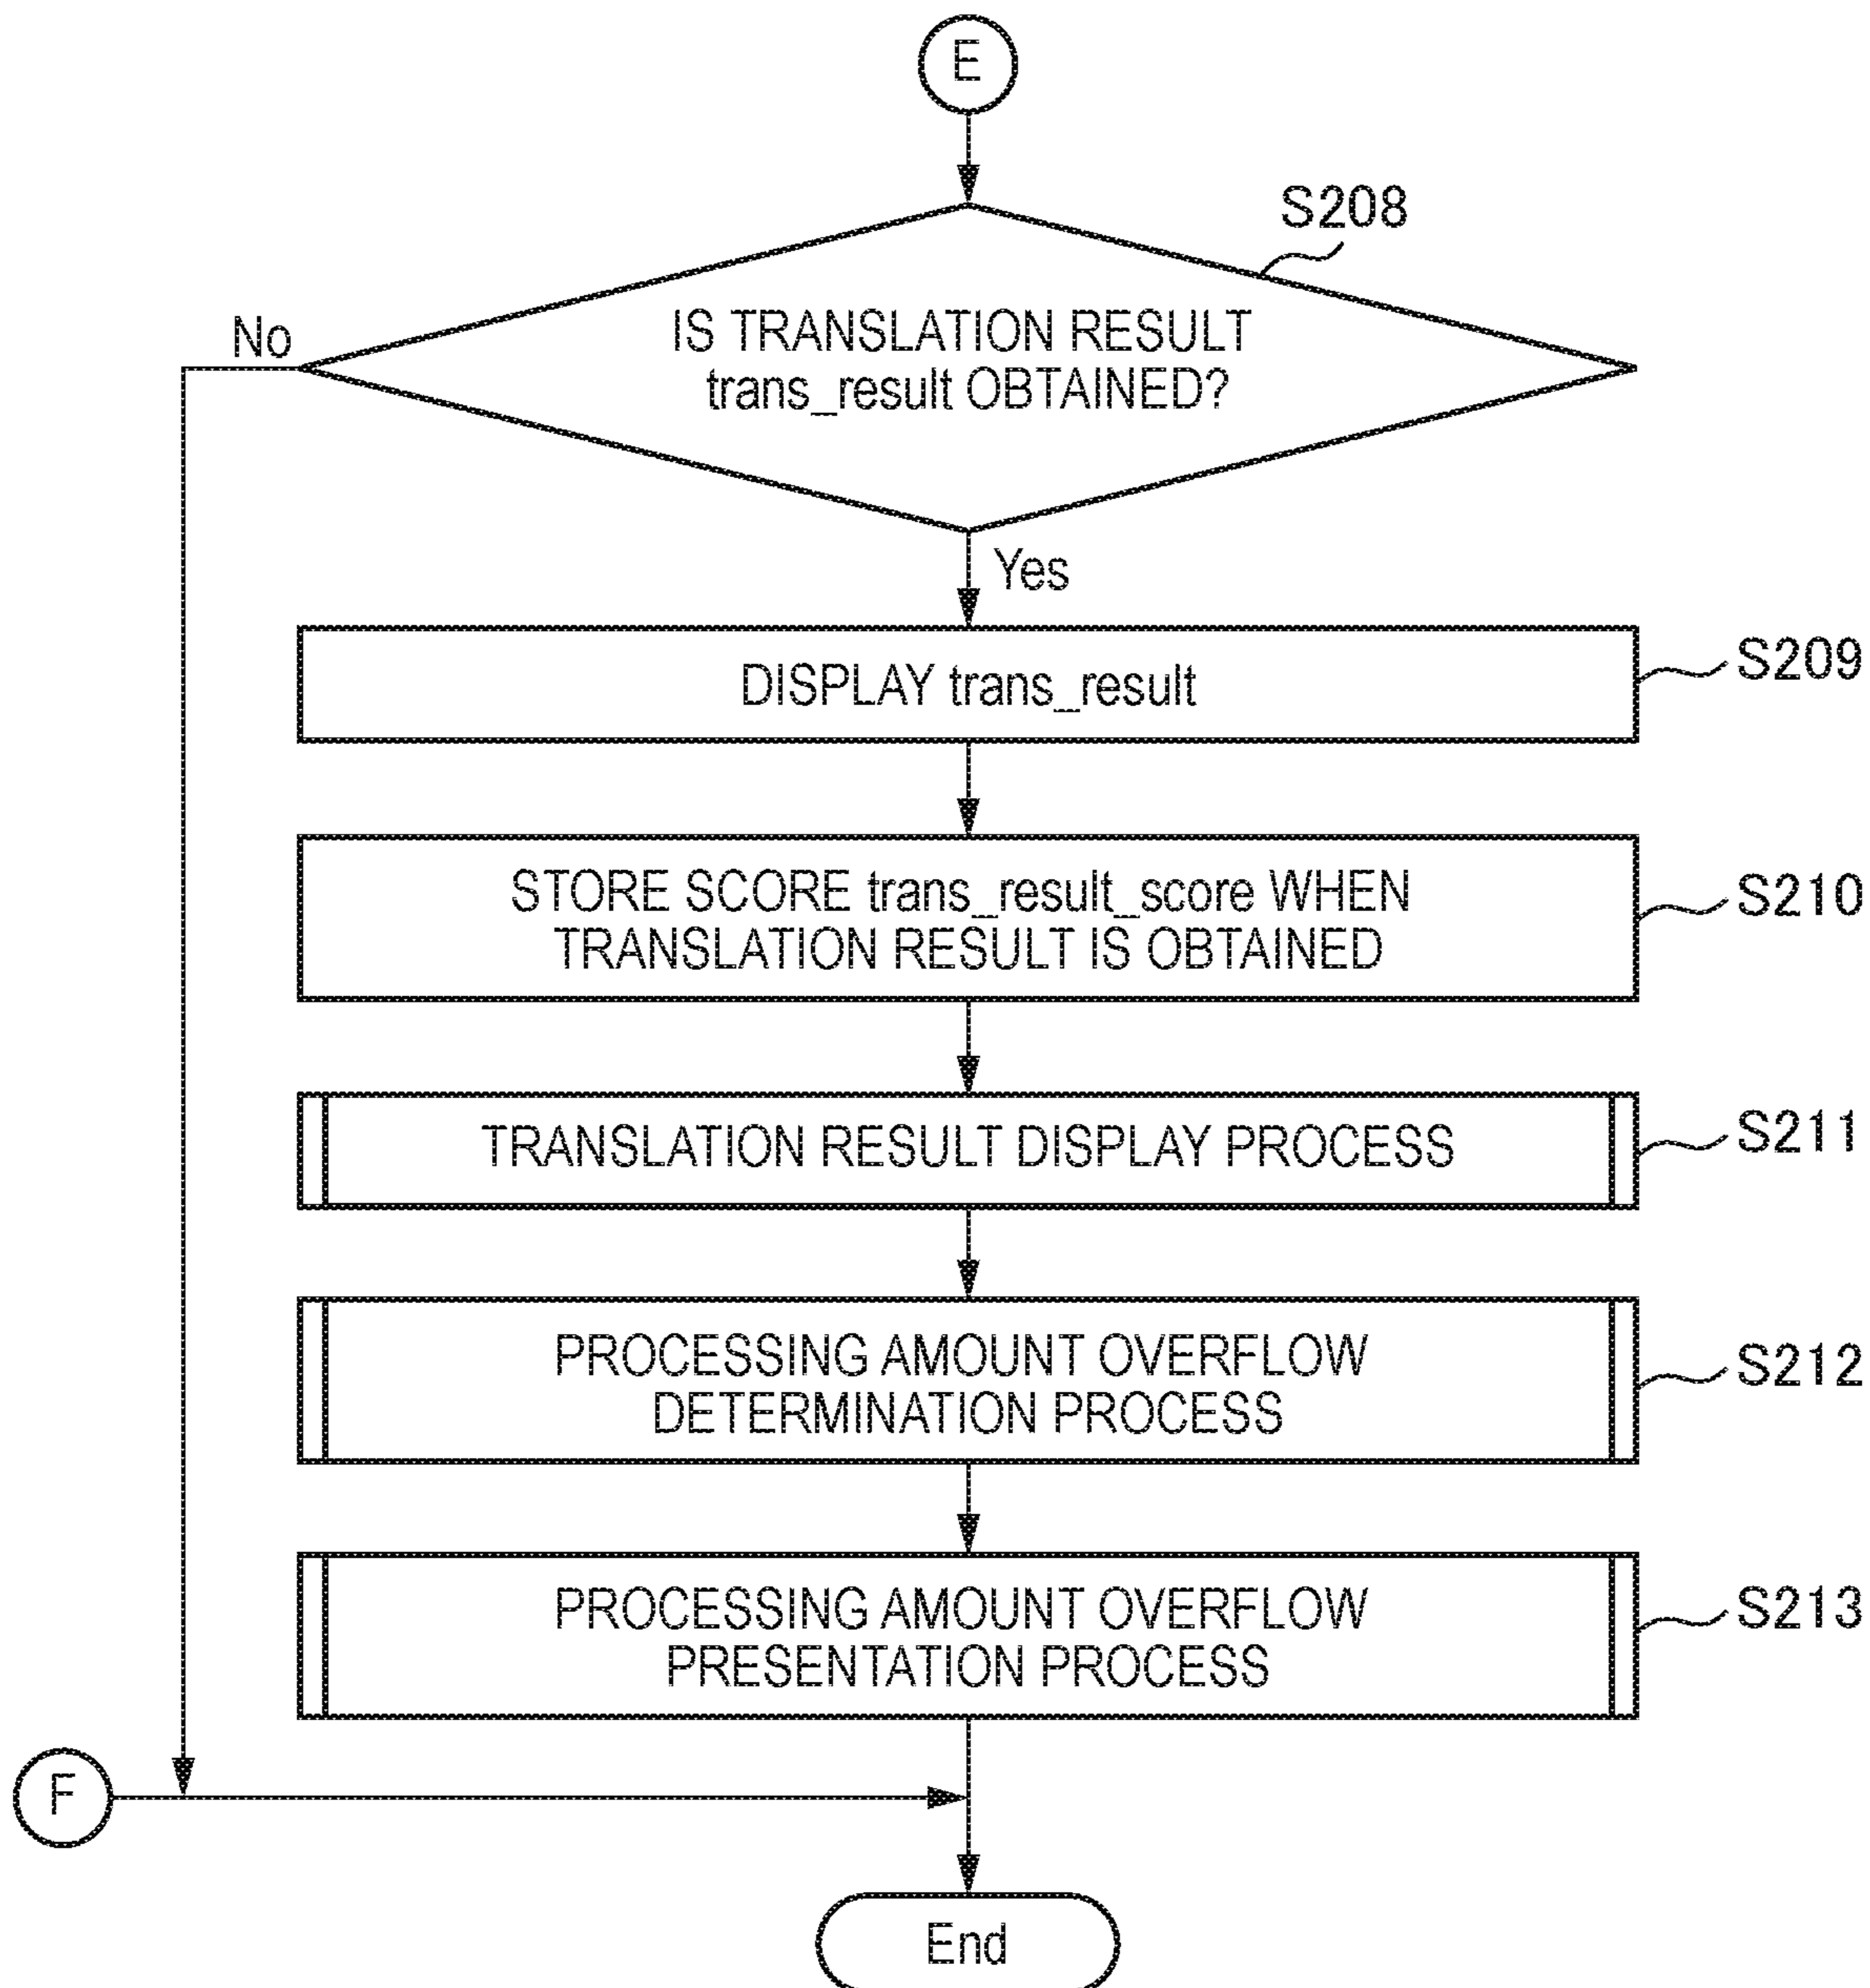 E
S208
No
IS TRANSLATION RESULT
trans_result OBTAINED?
Yes
DISPLAY trans_result
S209
STORE SCORE trans_result_score WHEN
TRANSLATION RESULT IS OBTAINED
S210
TRANSLATION RESULT DISPLAY PROCESS
S211
PROCESSING AMOUNT OVERFLOW
DETERMINATION PROCESS
S212
PROCESSING AMOUNT OVERFLOW
PRESENTATION PROCESS
S213
F
End